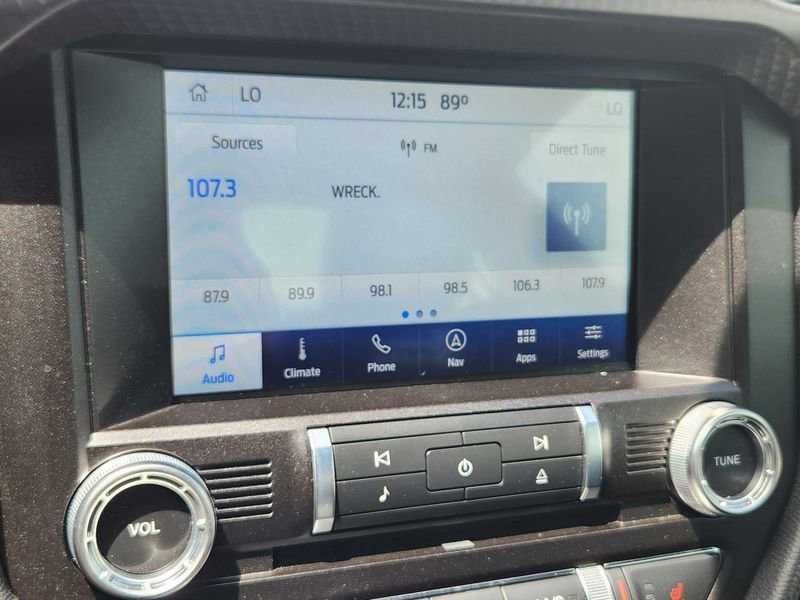 LO 12:15 89° LO
Sources FM Direct Tune
107.3 WRECK.
87.9 89.9 98.1 98.5 106.3 107.9
Audio Climate Phone Nav Apps Settings
VOL TUNE